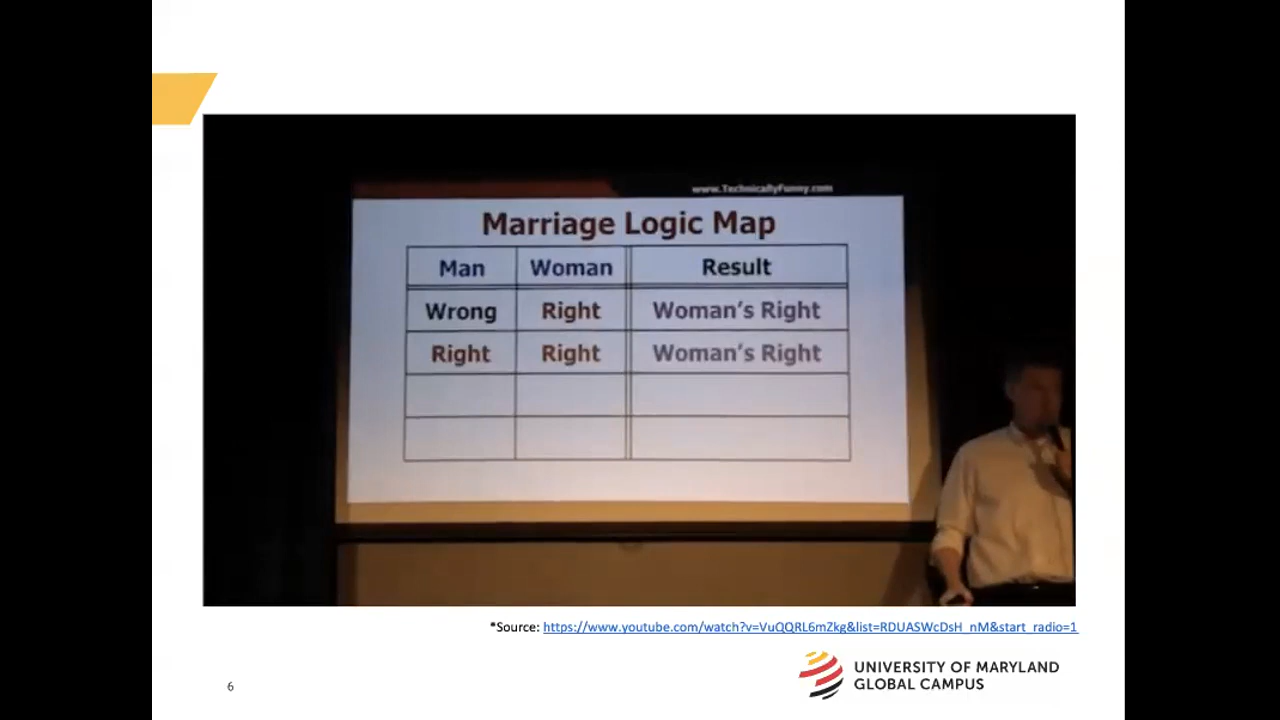 www.TechnicallyFunny.com
Marriage Logic Map
Man Woman Result
Wrong Right Woman's Right
Right Right Woman's Right
*Source: https://www.youtube.com/watch?v=VuQQRL6mZkg&list=RDUASWcDsH_nM&start_radio=1
UNIVERSITY OF MARYLAND
GLOBAL CAMPUS
6